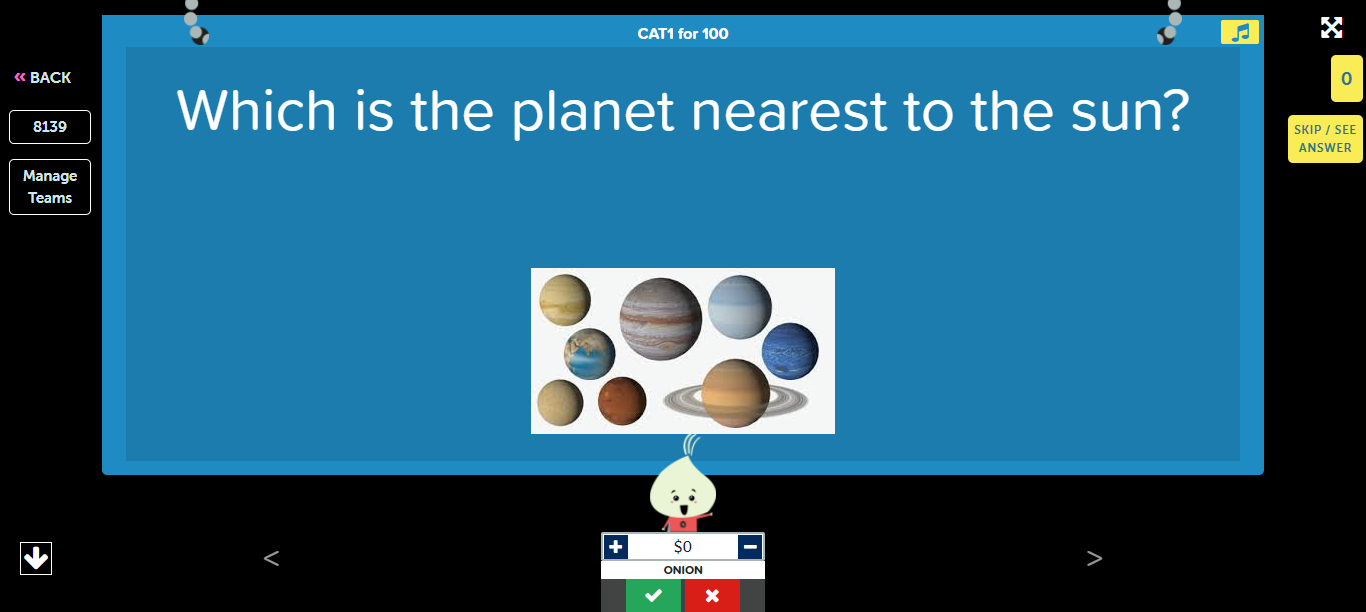 CAT1 for 100
« BACK
0
8139
Which is the planet nearest to the sun?
SKIP / SEE
ANSWER
Manage
Teams
<
>
$0
ONION